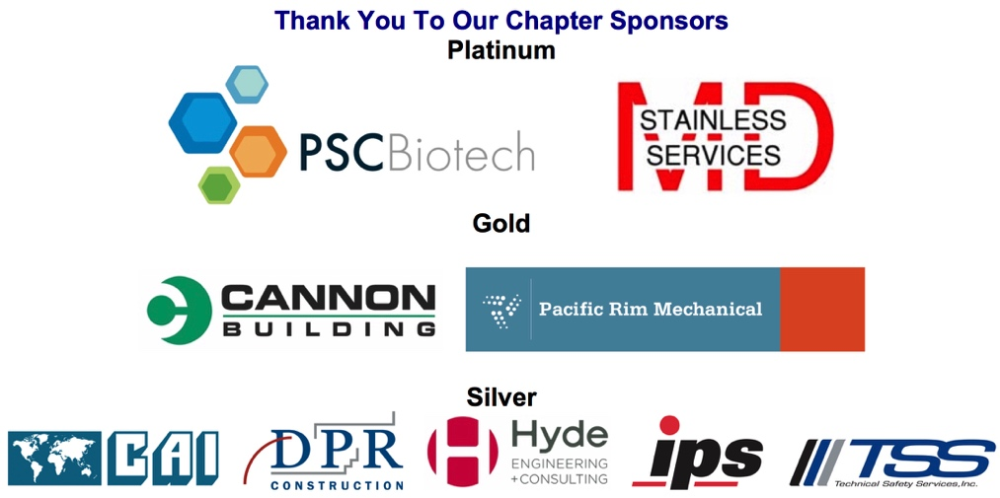 Thank You To Our Chapter Sponsors
Platinum
PSCBiotech
MD
STAINLESS
SERVICES
Gold
CANNON
BUILDING
Pacific Rim Mechanical
Silver
CAI
DPR
CONSTRUCTION
H
Hyde
ENGINEERING
+CONSULTING
ips
TSS
Technical Safety Services, Inc.